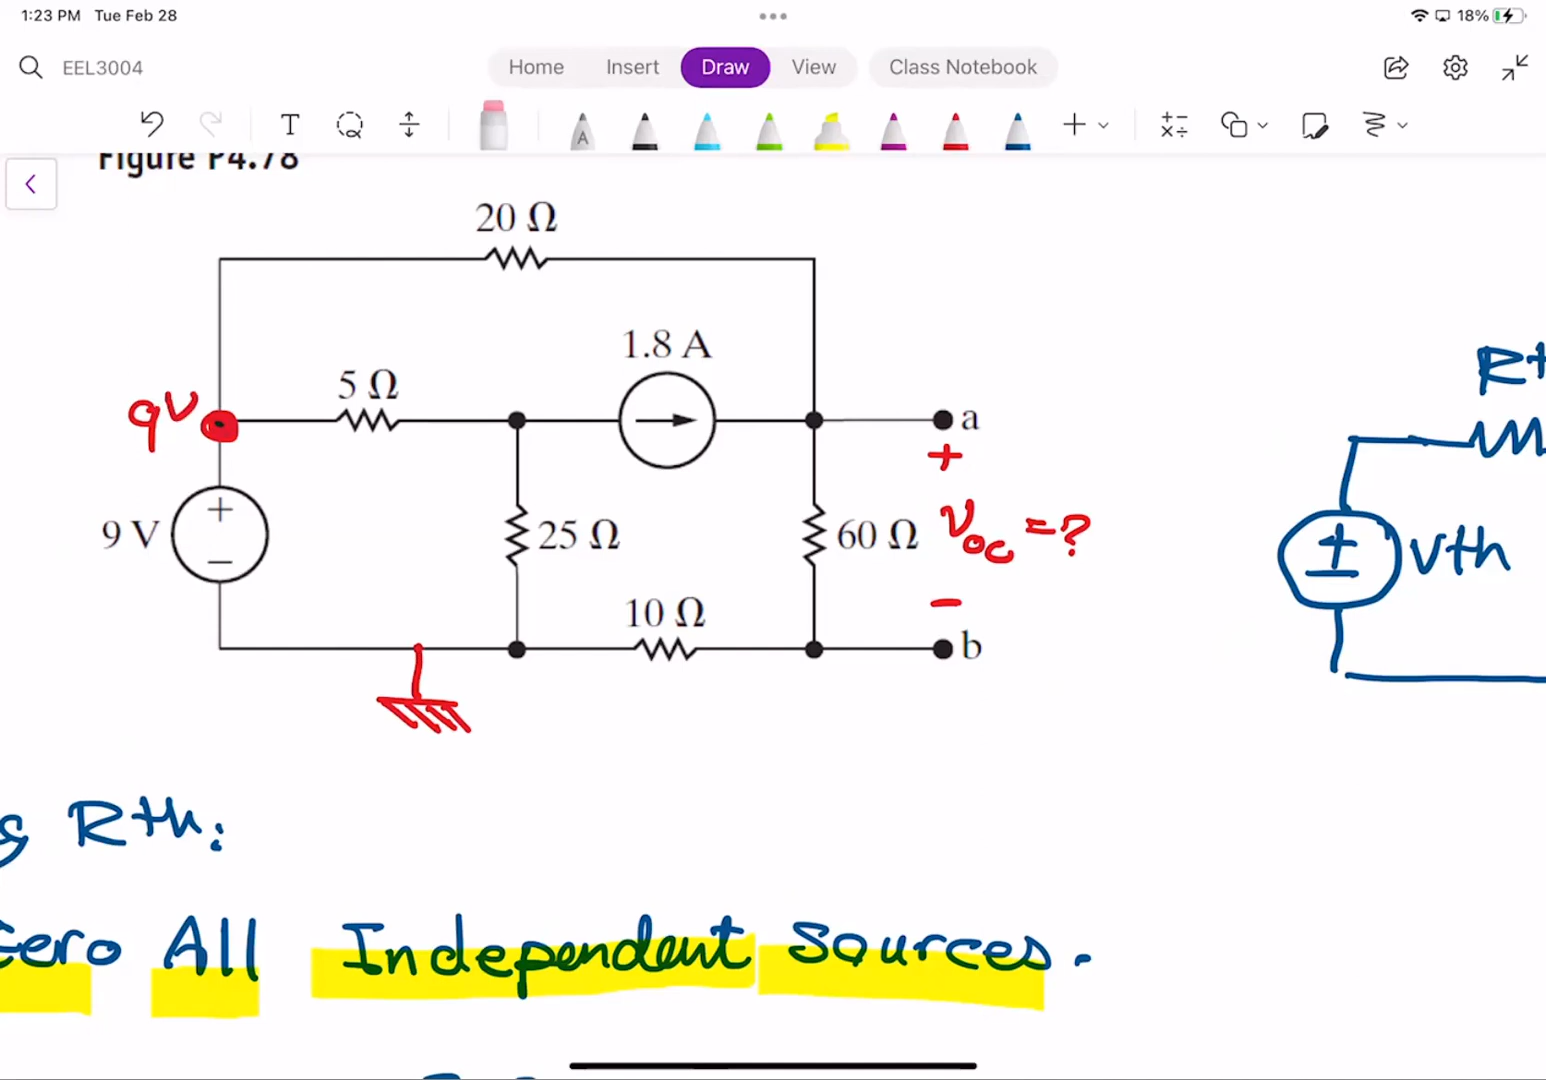 1:23 PM Tue Feb 28
18%
EEL3004
Home Insert Draw View Class Notebook
T
A
Figure P4.78
20 Ω
1.8 A
5 Ω
9V
a
+
Rt
+
9 V
−
25 Ω
60 Ω
Voc = ?
+
−
Vth
10 Ω
−
b
g Rth:
Zero All Independent Sources.